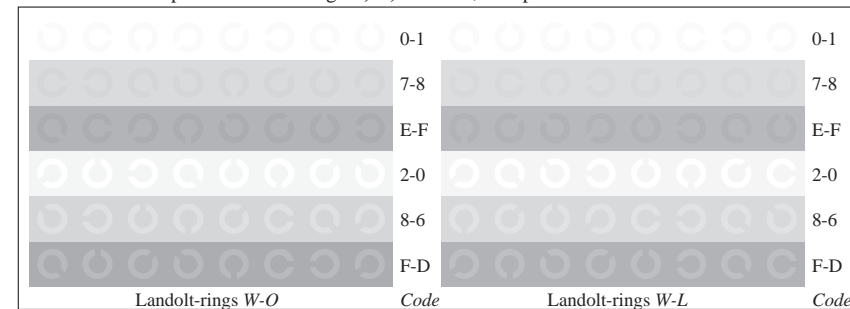 0-1 0-1
7-8 7-8
E-F E-F
2-0 2-0
8-6 8-6
F-D F-D
Landolt-rings W-O Code Landolt-rings W-L Code